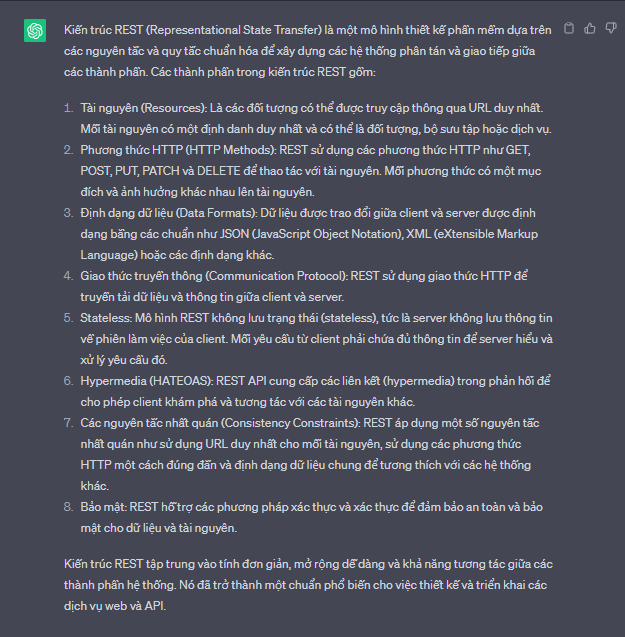 Kiến trúc REST (Representational State Transfer) là một mô hình thiết kế phần mềm dựa trên
các nguyên tắc và quy tắc chuẩn hóa để xây dựng các hệ thống phân tán và giao tiếp giữa
các thành phần. Các thành phần trong kiến trúc REST gồm:
1. Tài nguyên (Resources): Là các đối tượng có thể được truy cập thông qua URL duy nhất.
Mỗi tài nguyên có một định danh duy nhất và có thể là đối tượng, bộ sưu tập hoặc dịch vụ.
2. Phương thức HTTP (HTTP Methods): REST sử dụng các phương thức HTTP như GET,
POST, PUT, PATCH và DELETE để thao tác với tài nguyên. Mỗi phương thức có một mục
đích và ảnh hưởng khác nhau lên tài nguyên.
3. Định dạng dữ liệu (Data Formats): Dữ liệu được trao đổi giữa client và server được định
dạng bằng các chuẩn như JSON (JavaScript Object Notation), XML (eXtensible Markup
Language) hoặc các định dạng khác.
4. Giao thức truyền thông (Communication Protocol): REST sử dụng giao thức HTTP để
truyền tải dữ liệu và thông tin giữa client và server.
5. Stateless: Mô hình REST không lưu trạng thái (stateless), tức là server không lưu thông tin
về phiên làm việc của client. Mỗi yêu cầu từ client phải chứa đủ thông tin để server hiểu và
xử lý yêu cầu đó.
6. Hypermedia (HATEOAS): REST API cung cấp các liên kết (hypermedia) trong phản hồi để
cho phép client khám phá và tương tác với các tài nguyên khác.
7. Các nguyên tắc nhất quán (Consistency Constraints): REST áp dụng một số nguyên tắc
nhất quán như sử dụng URL duy nhất cho mỗi tài nguyên, sử dụng các phương thức
HTTP một cách đúng đắn và định dạng dữ liệu chung để tương thích với các hệ thống
khác.
8. Bảo mật: REST hỗ trợ các phương pháp xác thực và xác thực để đảm bảo an toàn và bảo
mật cho dữ liệu và tài nguyên.
Kiến trúc REST tập trung vào tính đơn giản, mở rộng dễ dàng và khả năng tương tác giữa các
thành phần hệ thống. Nó đã trở thành một chuẩn phổ biến cho việc thiết kế và triển khai các
dịch vụ web và API.